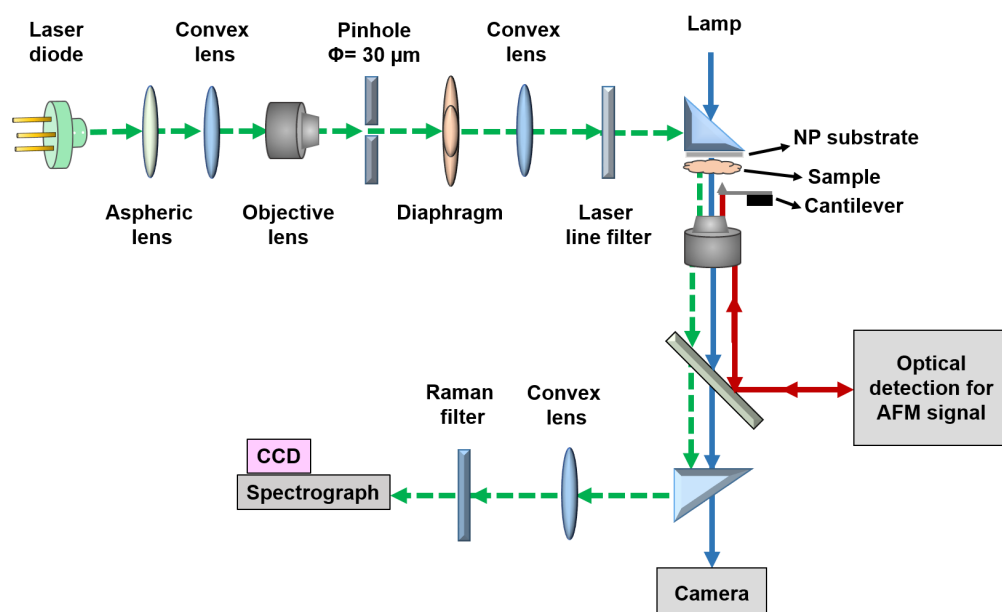 Laser
diode
Convex
lens
Pinhole
Φ= 30 µm
Convex
lens
Lamp
NP substrate
Sample
Cantilever
Aspheric
lens
Objective
lens
Diaphragm
Laser
line filter
Optical
detection for
AFM signal
Raman
filter
Convex
lens
CCD
Spectrograph
Camera